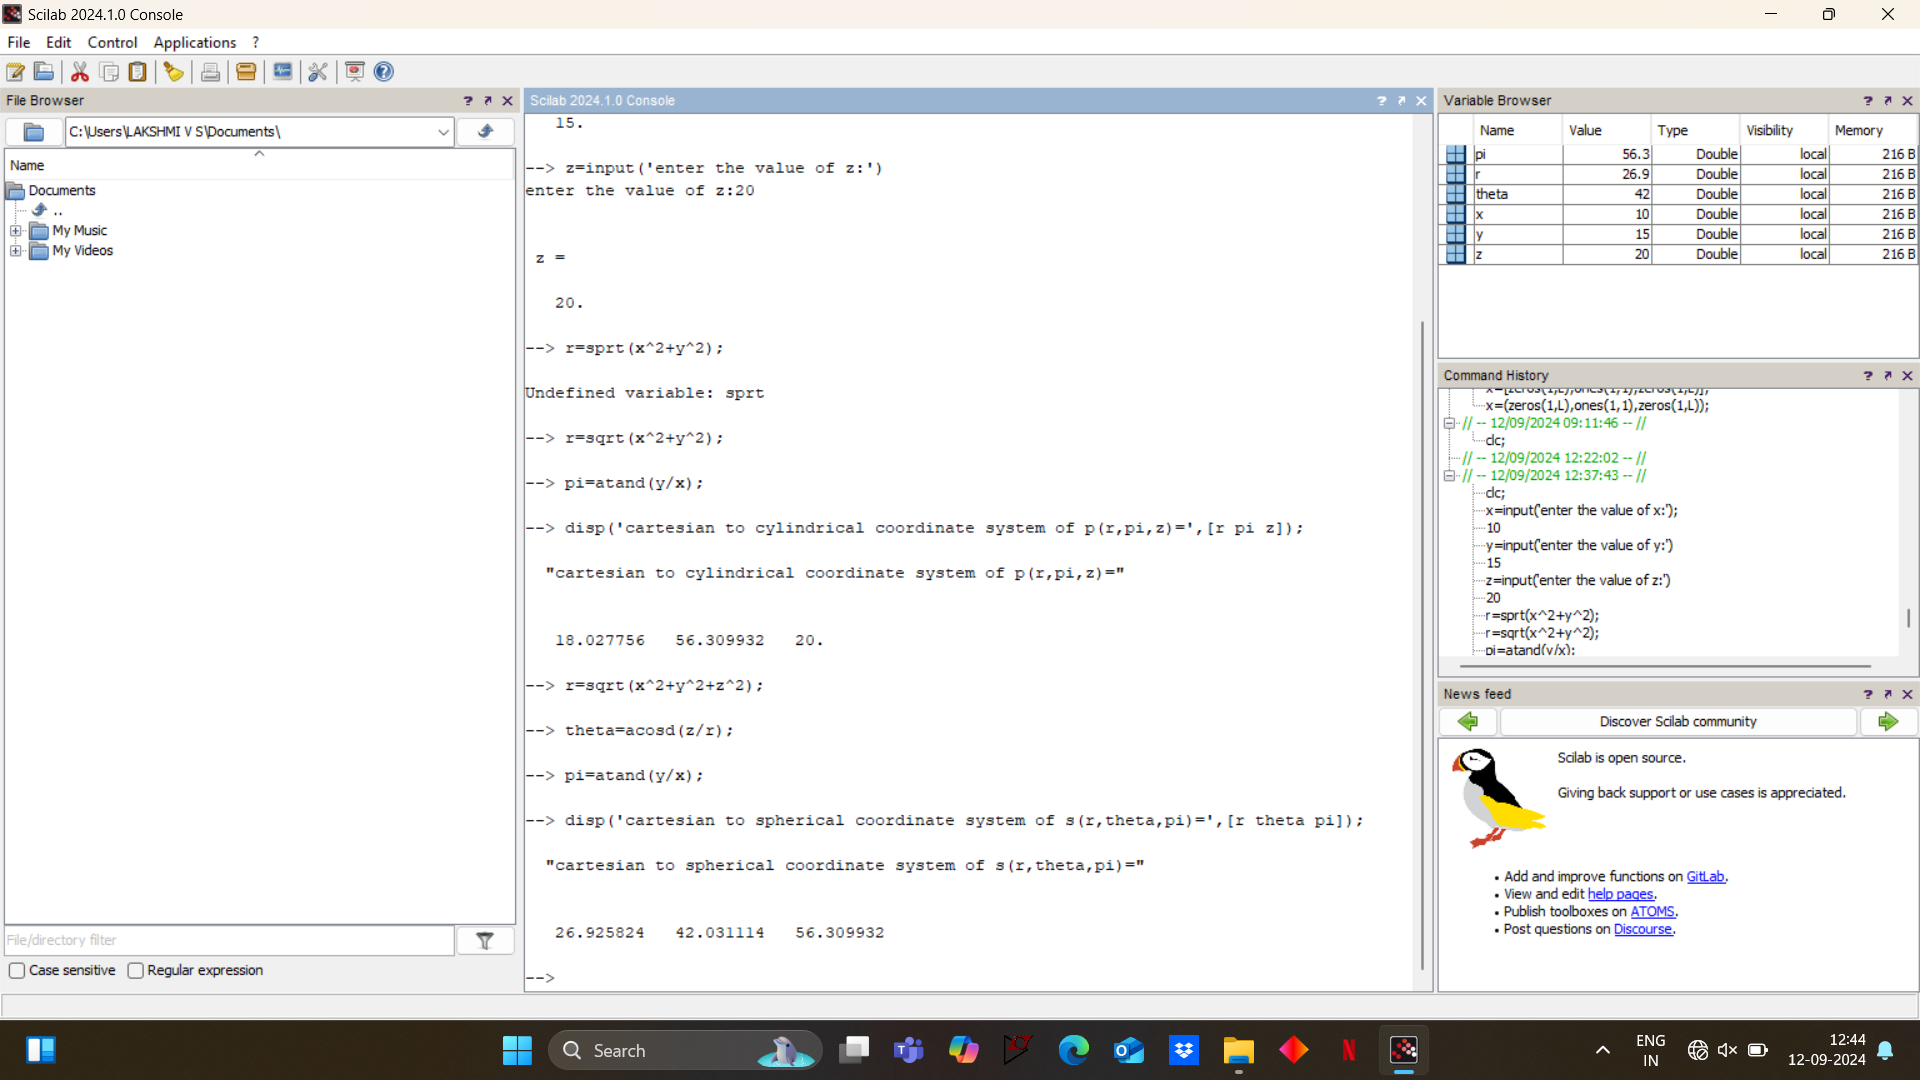 Scilab 2024.1.0 Console
File Edit Control Applications ?
File Browser
C:\Users\LAKSHMI V S\Documents\
Name
Documents
..
My Music
My Videos
File/directory filter
Case sensitive Regular expression
Scilab 2024.1.0 Console
15.
--> z=input('enter the value of z:')
enter the value of z:20
z =
20.
--> r=sprt(x^2+y^2);
Undefined variable: sprt
--> r=sqrt(x^2+y^2);
--> pi=atand(y/x);
--> disp('cartesian to cylindrical coordinate system of p(r,pi,z)=',[r pi z]);
"cartesian to cylindrical coordinate system of p(r,pi,z)="
18.027756 56.309932 20.
--> r=sqrt(x^2+y^2+z^2);
--> theta=acosd(z/r);
--> pi=atand(y/x);
--> disp('cartesian to spherical coordinate system of s(r,theta,pi)=',[r theta pi]);
"cartesian to spherical coordinate system of s(r,theta,pi)="
26.925824 42.031114 56.309932
-->
Variable Browser
Name Value Type Visibility Memory
pi 56.3 Double local 216 B
r 26.9 Double local 216 B
theta 42 Double local 216 B
x 10 Double local 216 B
y 15 Double local 216 B
z 20 Double local 216 B
Command History
x=[zeros(1,L),ones(1,1),zeros(1,L)];
x=(zeros(1,L),ones(1,1),zeros(1,L));
// -- 12/09/2024 09:11:46 -- //
clc;
// -- 12/09/2024 12:22:02 -- //
// -- 12/09/2024 12:37:43 -- //
clc;
x=input('enter the value of x:');
10
y=input('enter the value of y:')
15
z=input('enter the value of z:')
20
r=sprt(x^2+y^2);
r=sqrt(x^2+y^2);
pi=atand(y/x);
News feed
Discover Scilab community
Scilab is open source.
Giving back support or use cases is appreciated.
• Add and improve functions on GitLab.
• View and edit help pages.
• Publish toolboxes on ATOMS.
• Post questions on Discourse.
Search
ENG
IN
12:44
12-09-2024